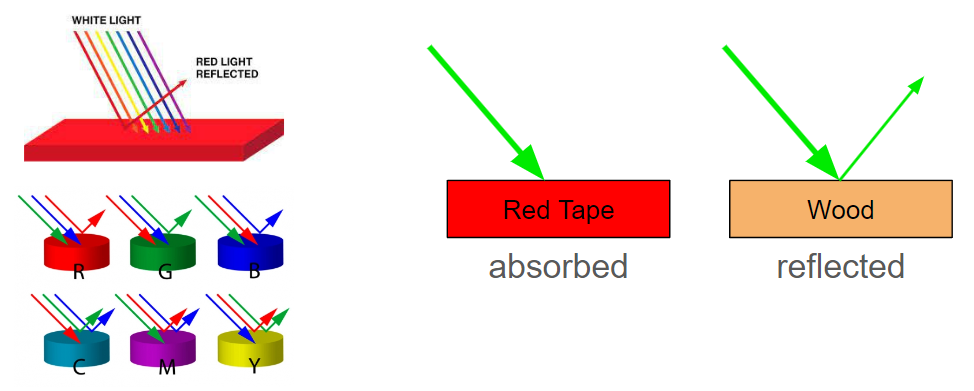 WHITE LIGHT
RED LIGHT
REFLECTED
R
G
B
C
M
Y
Red Tape
absorbed
Wood
reflected